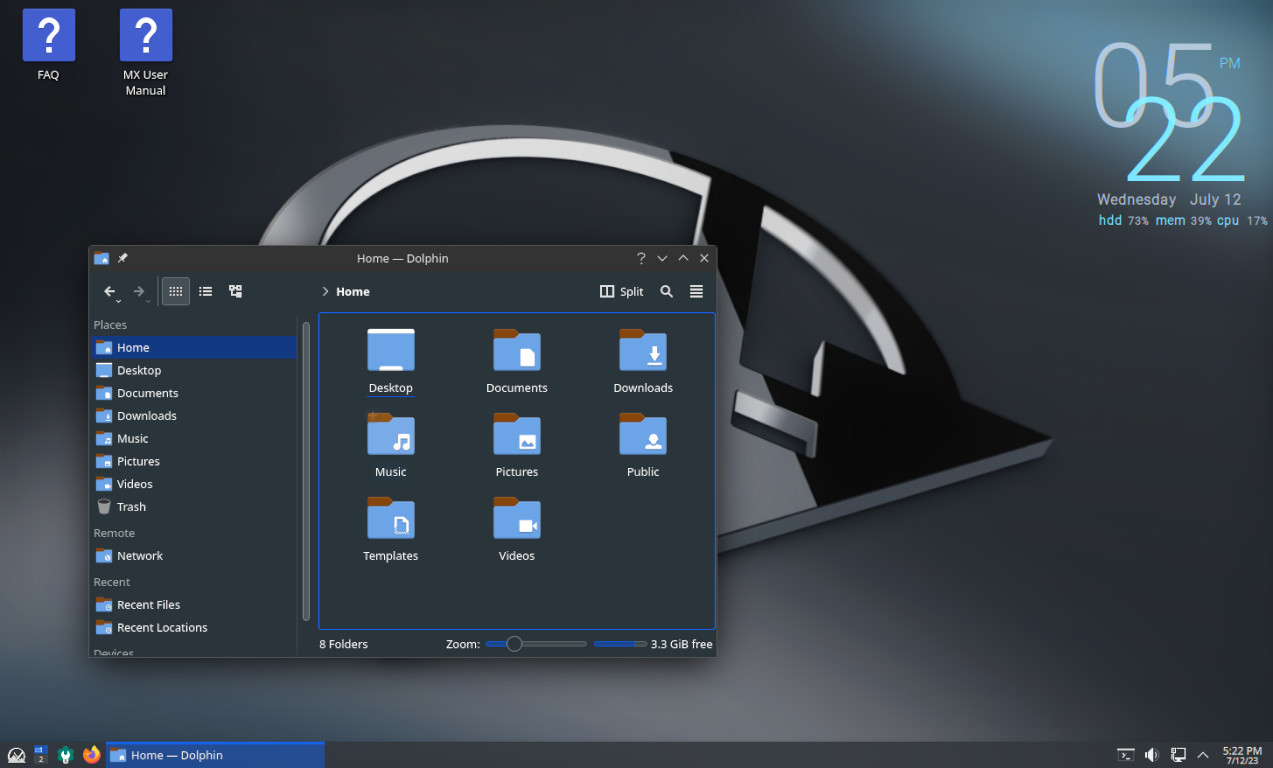 FAQ
MX User
Manual
05 PM
22
Wednesday July 12
hdd 73% mem 39% cpu 17%
Home — Dolphin
Home
Split
Places
Home
Desktop
Documents
Downloads
Music
Pictures
Videos
Trash
Remote
Network
Recent
Recent Files
Recent Locations
Devices
Desktop Documents Downloads
Music Pictures Public
Templates Videos
8 Folders Zoom: 3.3 GiB free
2
Home — Dolphin
5:22 PM
7/12/23